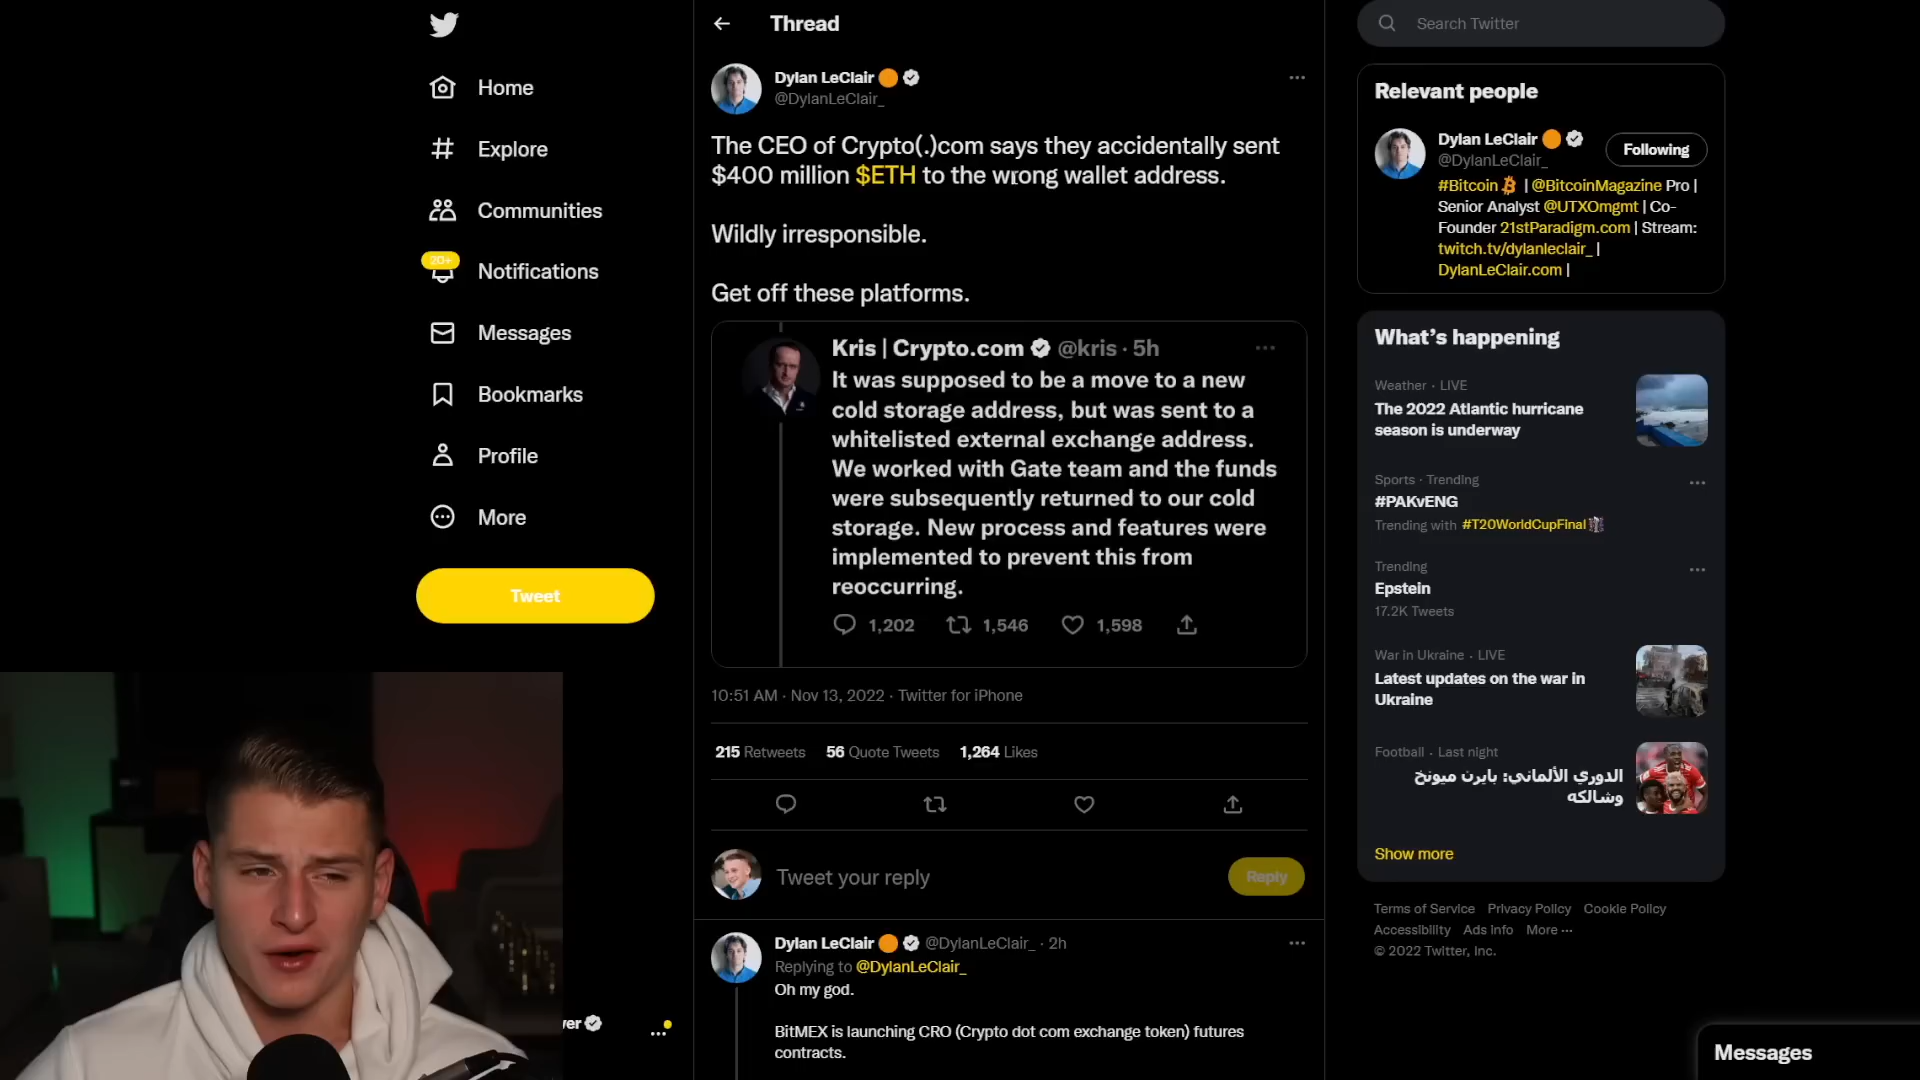 Home
Explore
Communities
20+
Notifications
Messages
Bookmarks
Profile
More
Tweet
ver
Thread
Dylan LeClair
@DylanLeClair_
The CEO of Crypto(.)com says they accidentally sent
$400 million $ETH to the wrong wallet address.
Wildly irresponsible.
Get off these platforms.
Kris | Crypto.com @kris · 5h
It was supposed to be a move to a new
cold storage address, but was sent to a
whitelisted external exchange address.
We worked with Gate team and the funds
were subsequently returned to our cold
storage. New process and features were
implemented to prevent this from
reoccurring.
1,202 1,546 1,598
10:51 AM · Nov 13, 2022 · Twitter for iPhone
215 Retweets 56 Quote Tweets 1,264 Likes
Tweet your reply
Reply
Dylan LeClair @DylanLeClair_ · 2h
Replying to @DylanLeClair_
Oh my god.
BitMEX is launching CRO (Crypto dot com exchange token) futures
contracts.
Search Twitter
Relevant people
Dylan LeClair
@DylanLeClair_
Following
#Bitcoin | @BitcoinMagazine Pro |
Senior Analyst @UTXOmgmt | Co-
Founder 21stParadigm.com | Stream:
twitch.tv/dylanleclair_ |
DylanLeClair.com |
What's happening
Weather · LIVE
The 2022 Atlantic hurricane
season is underway
Sports · Trending
#PAKvENG
Trending with #T20WorldCupFinal
Trending
Epstein
17.2K Tweets
War in Ukraine · LIVE
Latest updates on the war in
Ukraine
Football · Last night
الدوري الألماني: بايرن ميونخ
وشالكه
Show more
Terms of Service Privacy Policy Cookie Policy
Accessibility Ads info More ···
© 2022 Twitter, Inc.
Messages